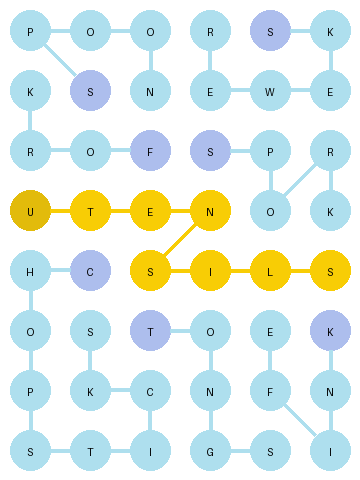 P O O R S K
K S N E W E
R O F S P R
U T E N O K
H C S I L S
O S T O E K
P K C N F N
S T I G S I